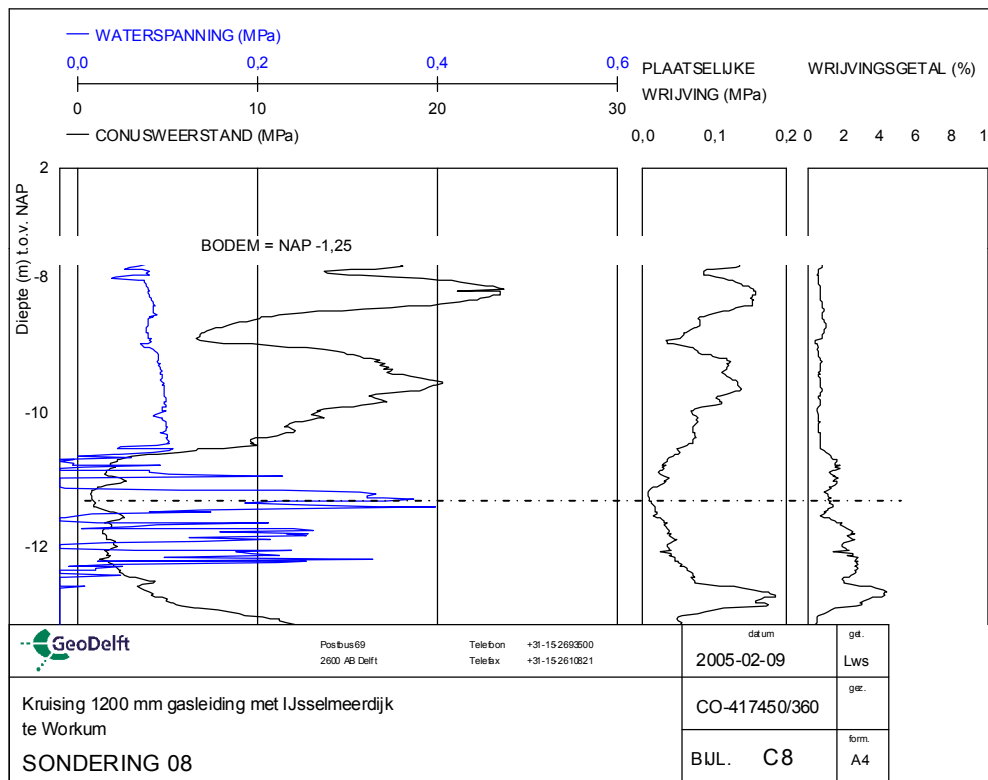 WATERSPANNING (MPa)
0,0 0,2 0,4 0,6
0 10 20 30
CONUSWEERSTAND (MPa)
PLAATSELIJKE
WRIJVING (MPa)
0,0 0,1 0,2
WRIJVINGSGETAL (%)
0 2 4 6 8 1
Diepte (m) t.o.v. NAP
2
BODEM = NAP -1,25
-8
-10
-12
GeoDelft
Postbus 69
2600 AB Delft
Telefoon +31-15-2693500
Telefax +31-15-2610821
datum
2005-02-09
get.
Lws
gez.
CO-417450/360
Kruising 1200 mm gasleiding met IJsselmeerdijk
te Workum
SONDERING 08
BIJL. C8
form.
A4